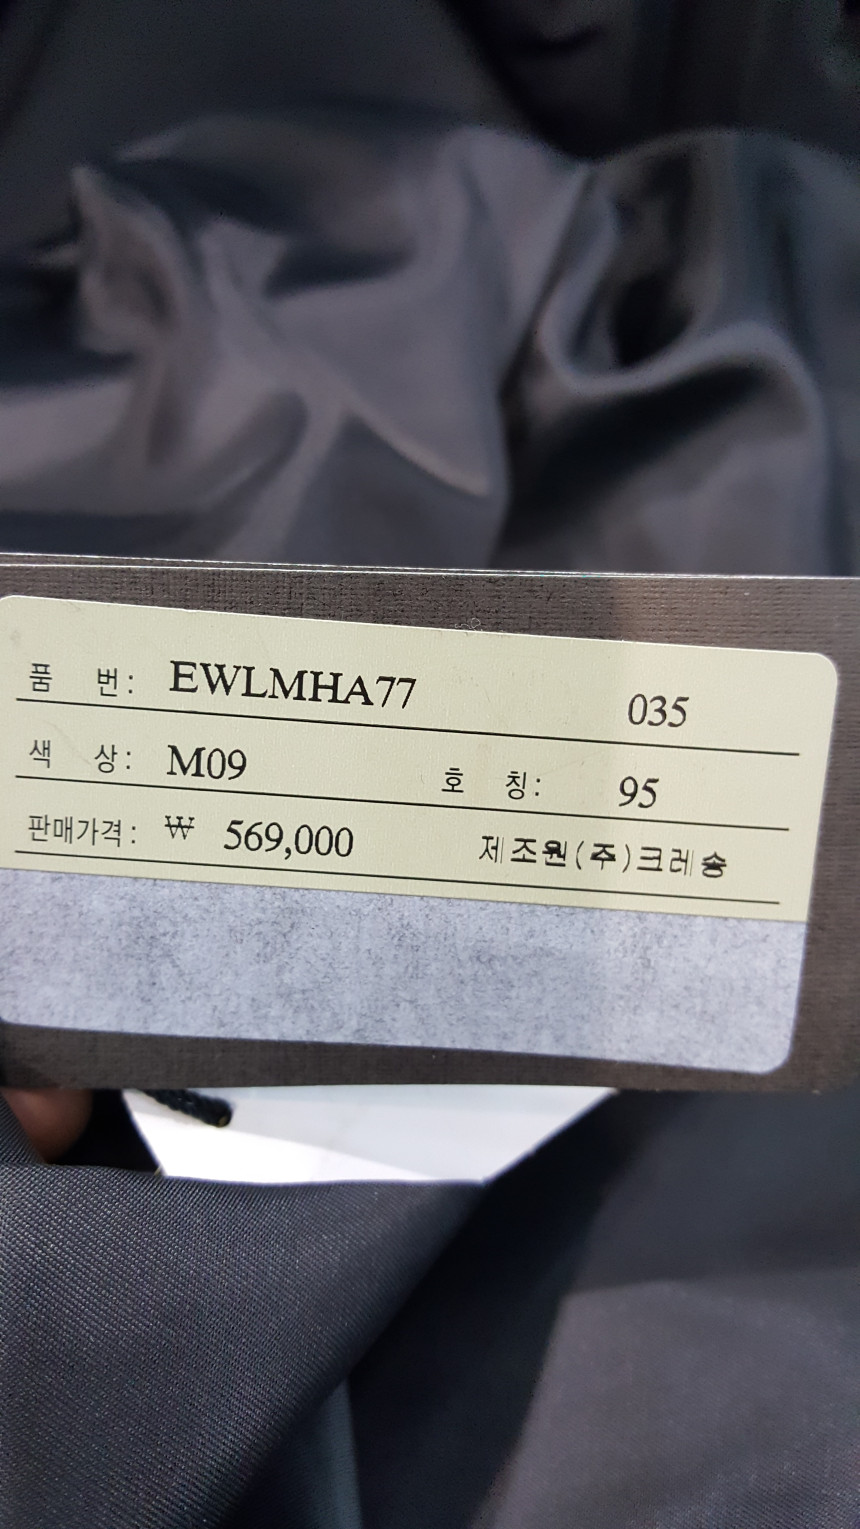 품 번: EWLMHA77 035
색 상: M09 호 칭: 95
판매가격: ₩ 569,000 제조원(주)크레송